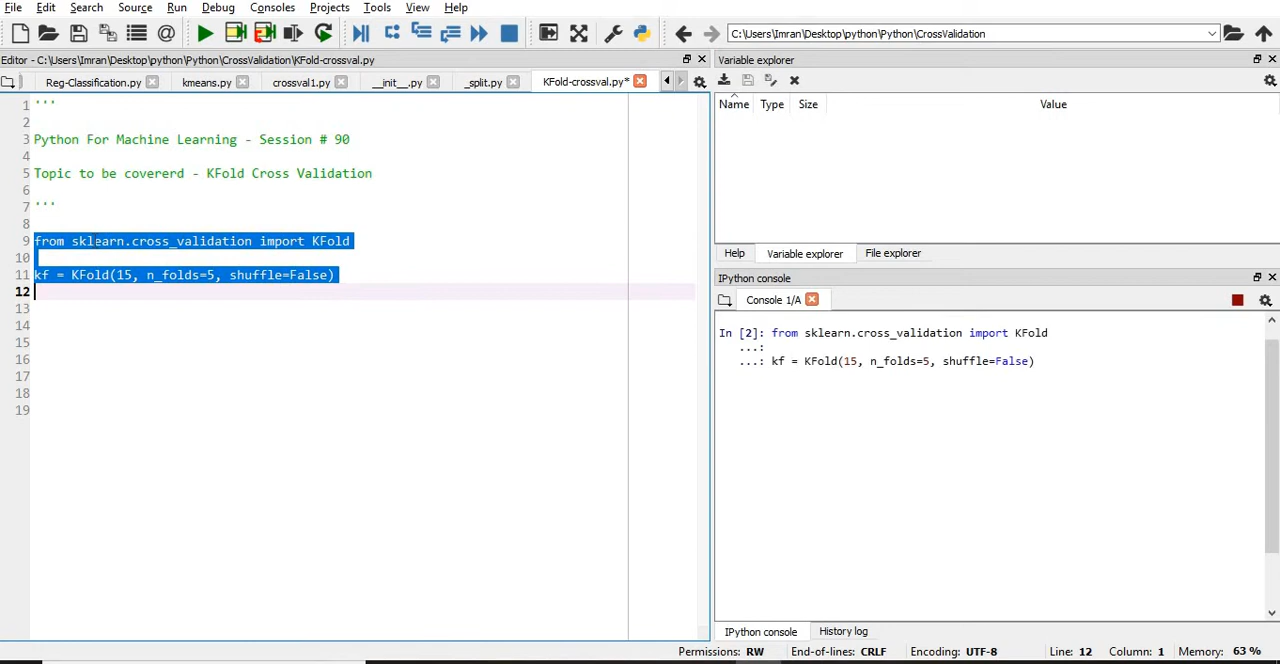 File Edit Search Source Run Debug Consoles Projects Tools View Help
C:\Users\Imran\Desktop\python\Python\CrossValidation
Editor - C:\Users\Imran\Desktop\python\Python\CrossValidation\KFold-crossval.py
Reg-Classification.py kmeans.py crossval1.py __init__.py _split.py KFold-crossval.py*
1 '''
2
3 Python For Machine Learning - Session # 90
4
5 Topic to be covererd - KFold Cross Validation
6
7 '''
8
9 from sklearn.cross_validation import KFold
10
11 kf = KFold(15, n_folds=5, shuffle=False)
12
13
14
15
16
17
18
19
Variable explorer
Name Type Size Value
Help Variable explorer File explorer
IPython console
Console 1/A
In [2]: from sklearn.cross_validation import KFold
...:
...: kf = KFold(15, n_folds=5, shuffle=False)
IPython console History log
Permissions: RW End-of-lines: CRLF Encoding: UTF-8 Line: 12 Column: 1 Memory: 63 %